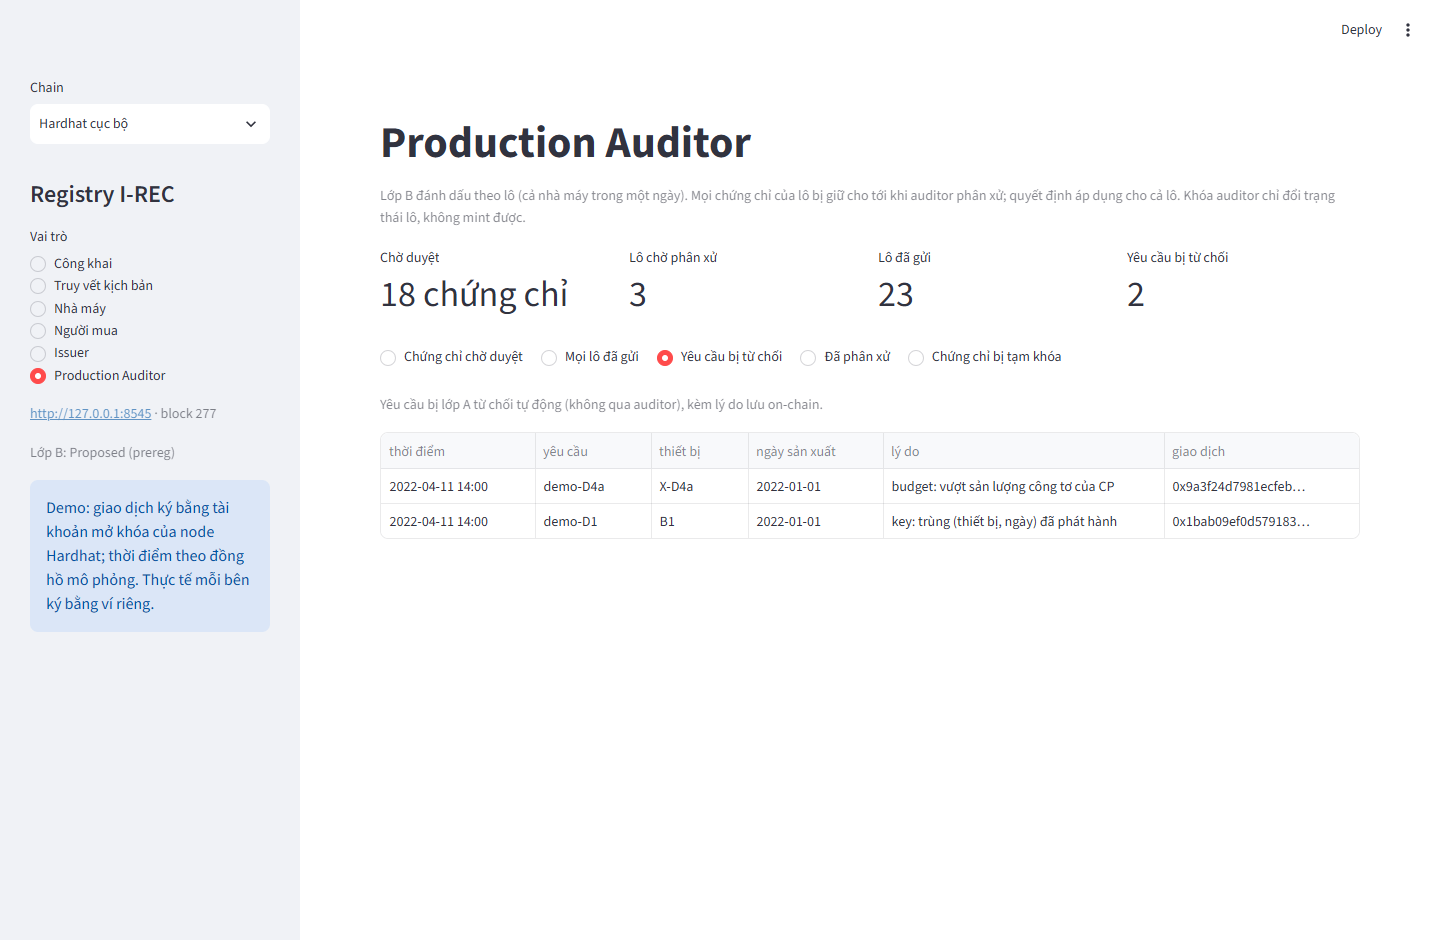 Deploy
Chain
Hardhat cục bộ
Registry I-REC
Vai trò
Công khai
Truy vết kịch bản
Nhà máy
Người mua
Issuer
Production Auditor
http://127.0.0.1:8545 · block 277
Lớp B: Proposed (prereg)
Demo: giao dịch ký bằng tài
khoản mở khóa của node
Hardhat; thời điểm theo đồng
hồ mô phỏng. Thực tế mỗi bên
ký bằng ví riêng.
Production Auditor
Lớp B đánh dấu theo lô (cả nhà máy trong một ngày). Mọi chứng chỉ của lô bị giữ cho tới khi auditor phân xử; quyết định áp dụng cho cả lô. Khóa auditor chỉ đổi trạng
thái lô, không mint được.
Chờ duyệt Lô chờ phân xử Lô đã gửi Yêu cầu bị từ chối
18 chứng chỉ 3 23 2
Chứng chỉ chờ duyệt Mọi lô đã gửi Yêu cầu bị từ chối Đã phân xử Chứng chỉ bị tạm khóa
Yêu cầu bị lớp A từ chối tự động (không qua auditor), kèm lý do lưu on-chain.
thời điểm yêu cầu thiết bị ngày sản xuất lý do giao dịch
2022-04-11 14:00 demo-D4a X-D4a 2022-01-01 budget: vượt sản lượng công tơ của CP 0x9a3f24d7981ecfeb…
2022-04-11 14:00 demo-D1 B1 2022-01-01 key: trùng (thiết bị, ngày) đã phát hành 0x1bab09ef0d579183…